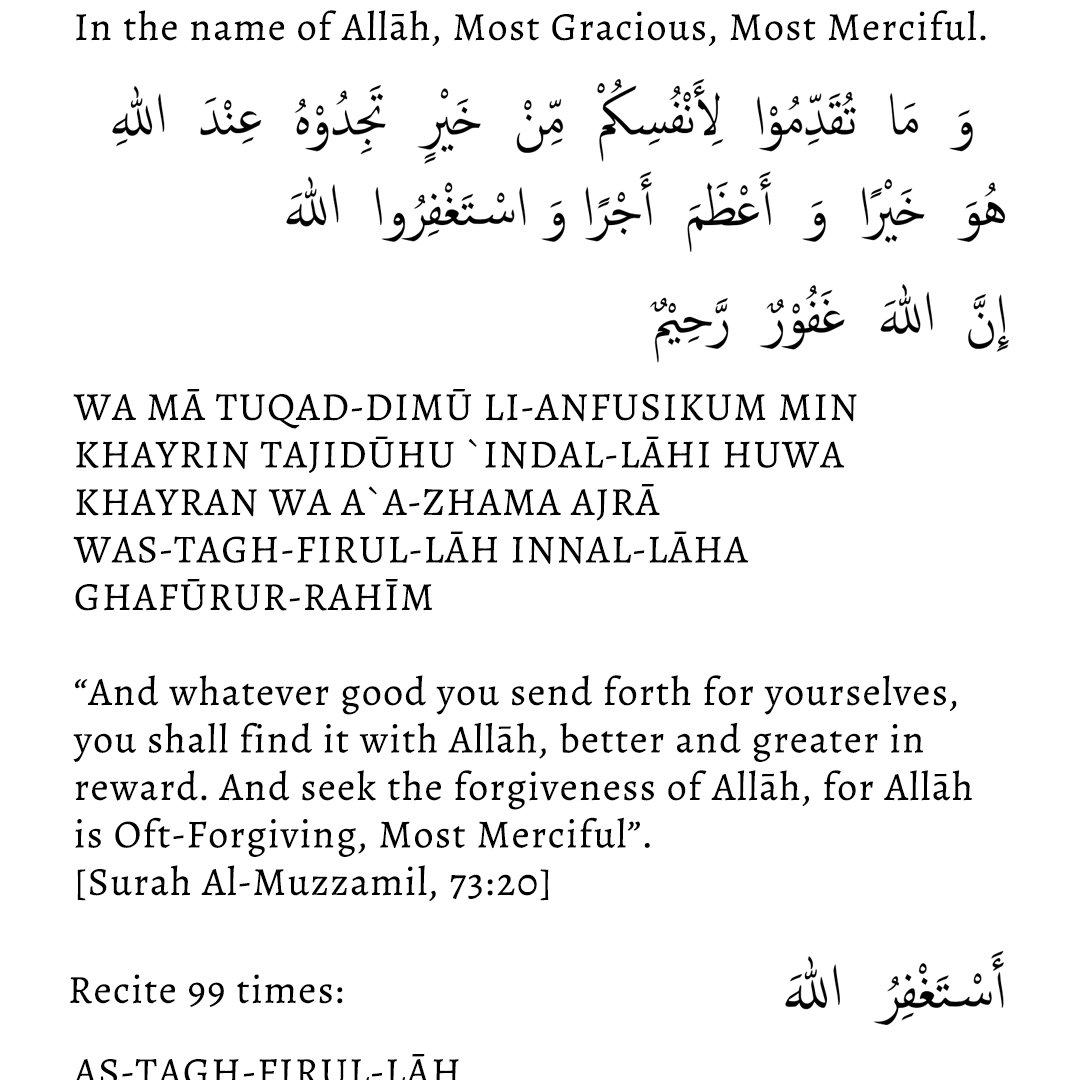 In the name of Allāh, Most Gracious, Most Merciful.
وَ مَا تُقَدِّمُوْا لِأَنْفُسِكُمْ مِّنْ خَيْرٍ تَجِدُوْهُ عِنْدَ اللهِ
هُوَ خَيْرًا وَ أَعْظَمَ أَجْرًا وَ اسْتَغْفِرُوا اللهَ
إِنَّ اللهَ غَفُوْرٌ رَّحِيْمٌ
WA MĀ TUQAD-DIMŪ LI-ANFUSIKUM MIN
KHAYRIN TAJIDŪHU `INDAL-LĀHI HUWA
KHAYRAN WA A`A-ZHAMA AJRĀ
WAS-TAGH-FIRUL-LĀH INNAL-LĀHA
GHAFŪRUR-RAHĪM
“And whatever good you send forth for yourselves,
you shall find it with Allāh, better and greater in
reward. And seek the forgiveness of Allāh, for Allāh
is Oft-Forgiving, Most Merciful”.
[Surah Al-Muzzamil, 73:20]
Recite 99 times: أَسْتَغْفِرُ اللهَ
AS-TAGH-FIRUL-LĀH